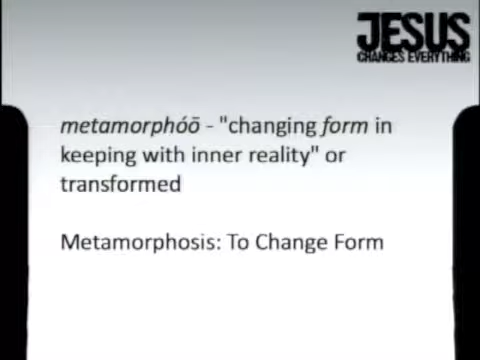 JESUS
CHANGES EVERYTHING
metamorphóō - "changing form in
keeping with inner reality" or
transformed
Metamorphosis: To Change Form